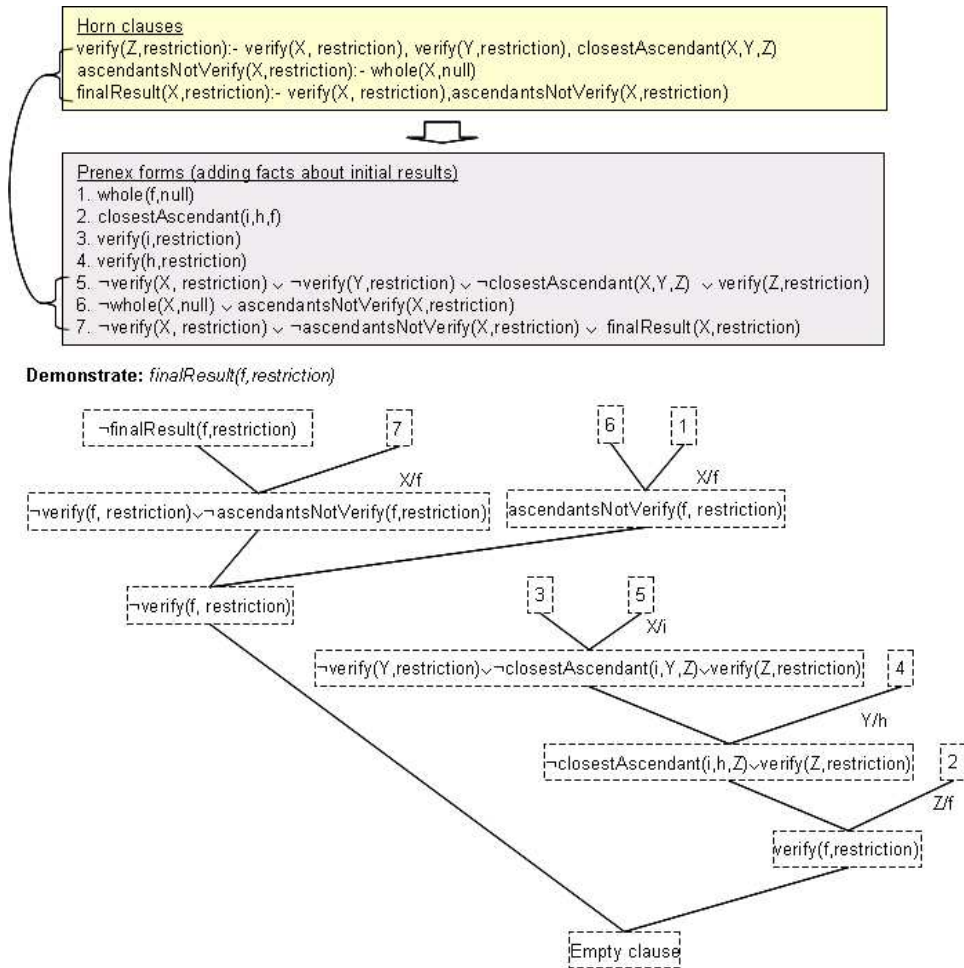 Horn clauses
verify(Z,restriction):- verify(X, restriction), verify(Y,restriction), closestAscendant(X,Y,Z)
ascendantsNotVerify(X,restriction):- whole(X,null)
finalResult(X,restriction):- verify(X, restriction),ascendantsNotVerify(X,restriction)
Prenex forms (adding facts about initial results)
1. whole(f,null)
2. closestAscendant(i,h,f)
3. verify(i,restriction)
4. verify(h,restriction)
5. ¬verify(X, restriction) ∨ ¬verify(Y,restriction) ∨ ¬closestAscendant(X,Y,Z) ∨ verify(Z,restriction)
6. ¬whole(X,null) ∨ ascendantsNotVerify(X,restriction)
7. ¬verify(X, restriction) ∨ ¬ascendantsNotVerify(X,restriction) ∨ finalResult(X,restriction)
Demonstrate: finalResult(f,restriction)
¬finalResult(f,restriction) 7 6 1
X/f X/f
¬verify(f, restriction)∨¬ascendantsNotVerify(f,restriction) ascendantsNotVerify(f, restriction)
¬verify(f, restriction) 3 5
X/i
¬verify(Y,restriction)∨¬closestAscendant(i,Y,Z)∨verify(Z,restriction) 4
Y/h
¬closestAscendant(i,h,Z)∨verify(Z,restriction) 2
Z/f
verify(f,restriction)
Empty clause